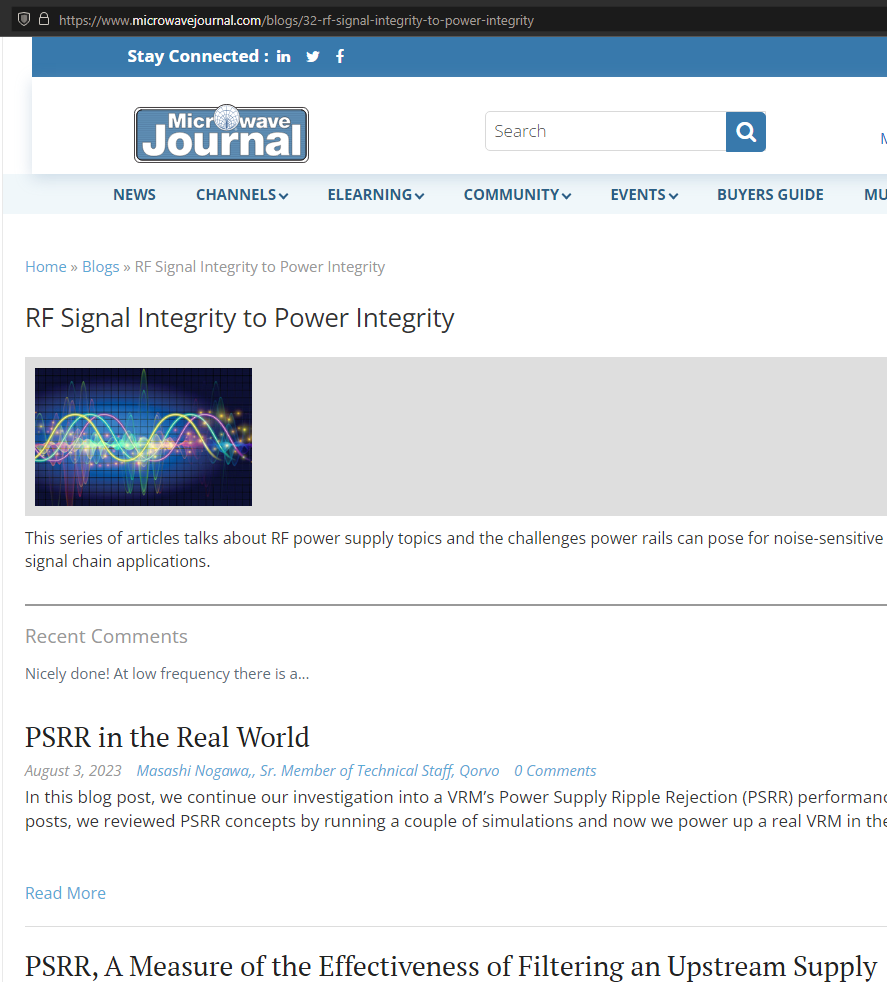 https://www.microwavejournal.com/blogs/32-rf-signal-integrity-to-power-integrity
Stay Connected :
Microwave
Journal
Search
M
NEWS CHANNELS ELEARNING COMMUNITY EVENTS BUYERS GUIDE MU
Home » Blogs » RF Signal Integrity to Power Integrity
RF Signal Integrity to Power Integrity
This series of articles talks about RF power supply topics and the challenges power rails can pose for noise-sensitive
signal chain applications.
Recent Comments
Nicely done! At low frequency there is a...
PSRR in the Real World
August 3, 2023 Masashi Nogawa,, Sr. Member of Technical Staff, Qorvo 0 Comments
In this blog post, we continue our investigation into a VRM’s Power Supply Ripple Rejection (PSRR) performanc
posts, we reviewed PSRR concepts by running a couple of simulations and now we power up a real VRM in the
Read More
PSRR, A Measure of the Effectiveness of Filtering an Upstream Supply